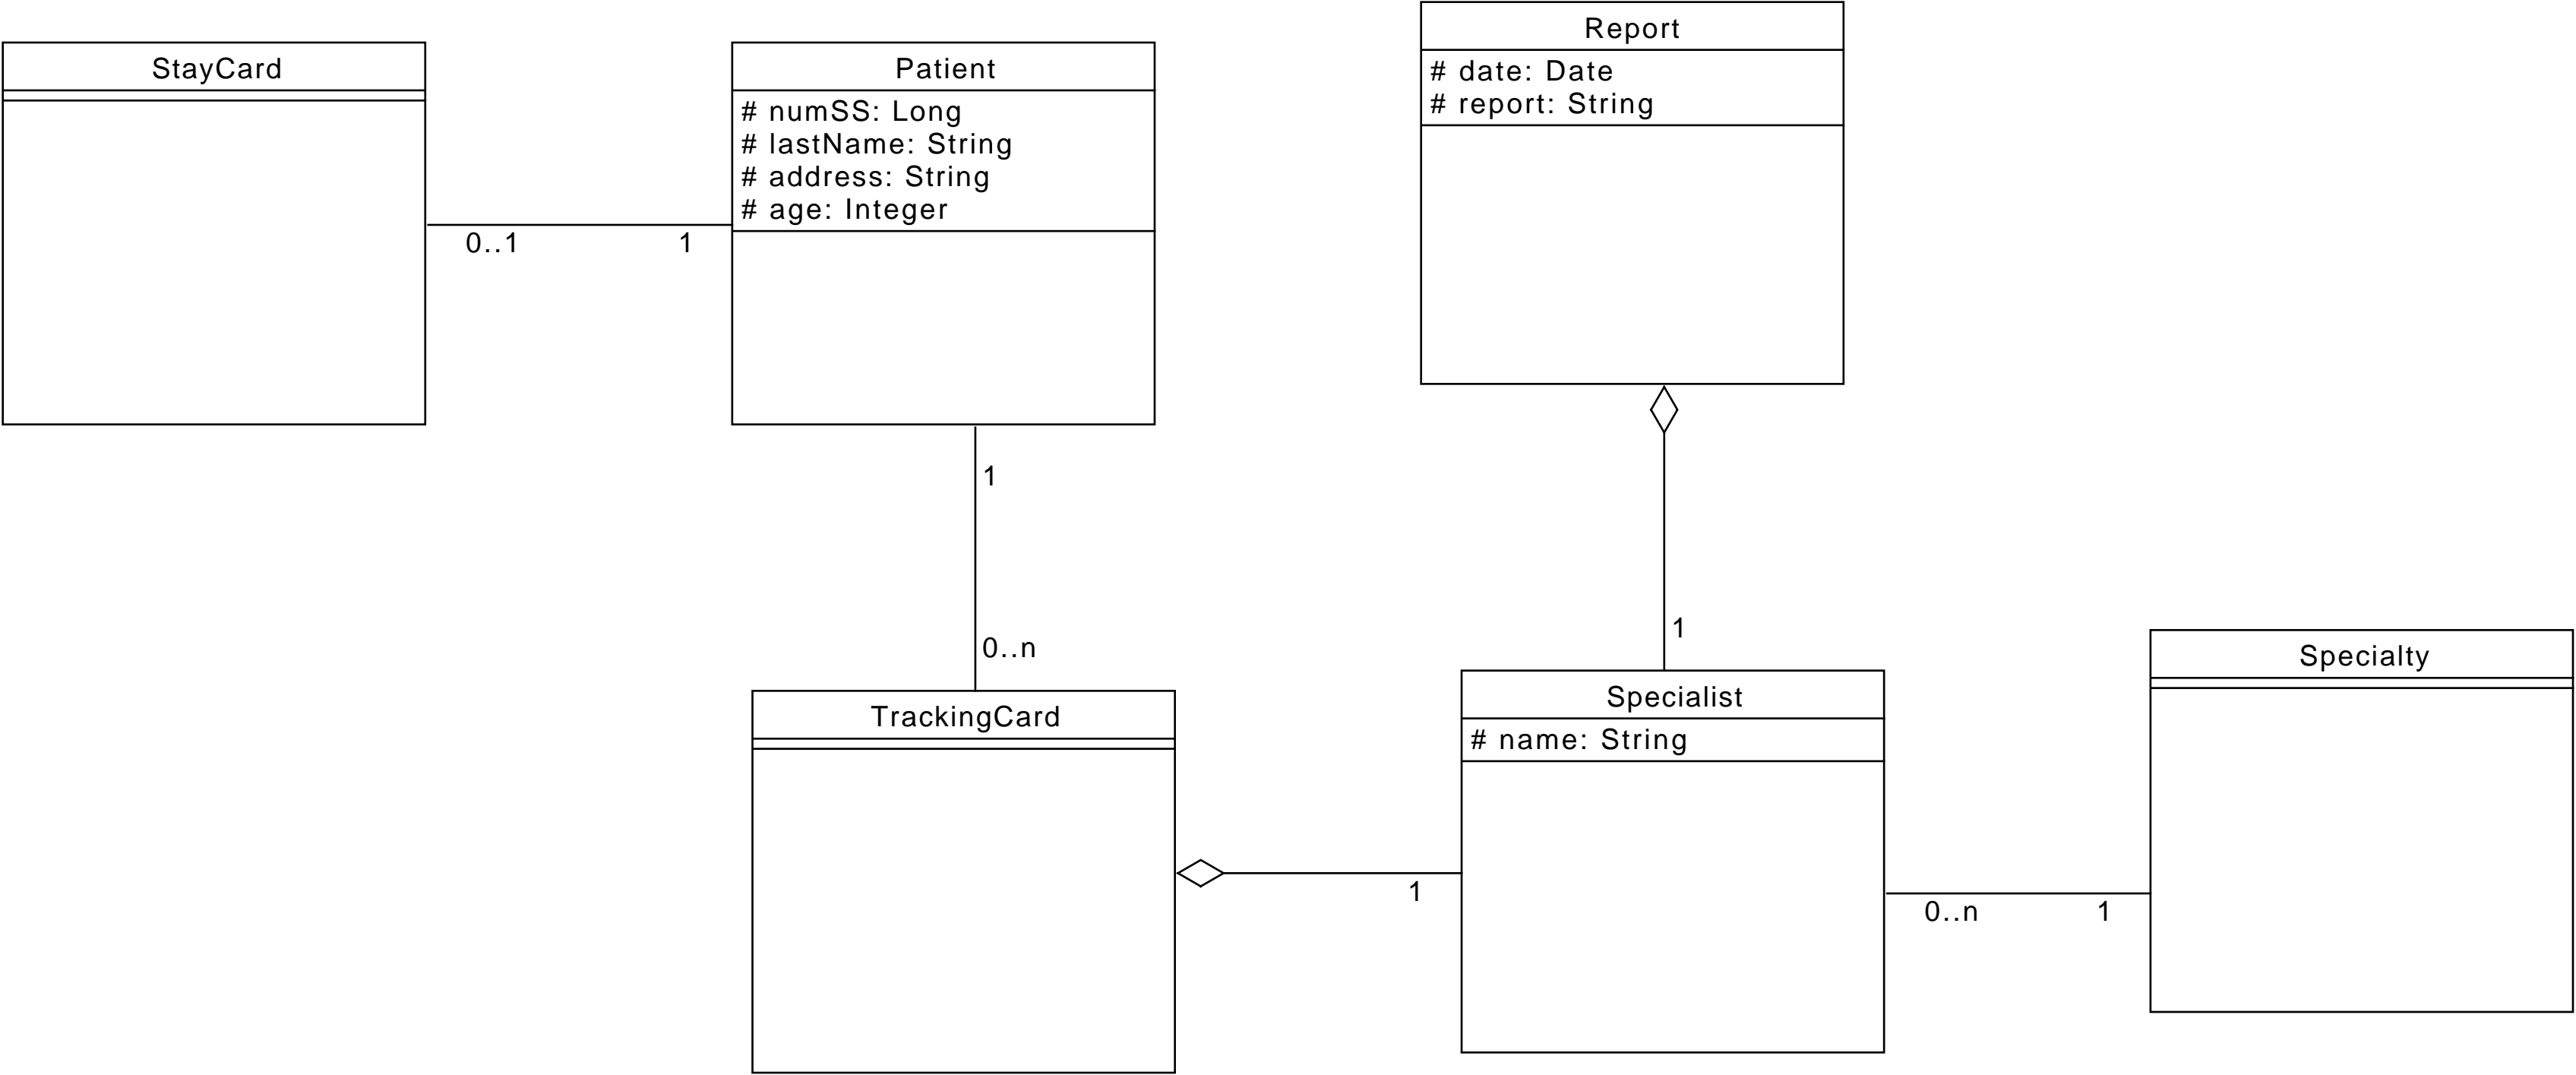 StayCard
0..1
1
Patient
# numSS: Long
# lastName: String
# address: String
# age: Integer
1
0..n
Report
# date: Date
# report: String
1
TrackingCard
1
Specialist
# name: String
0..n
1
Specialty